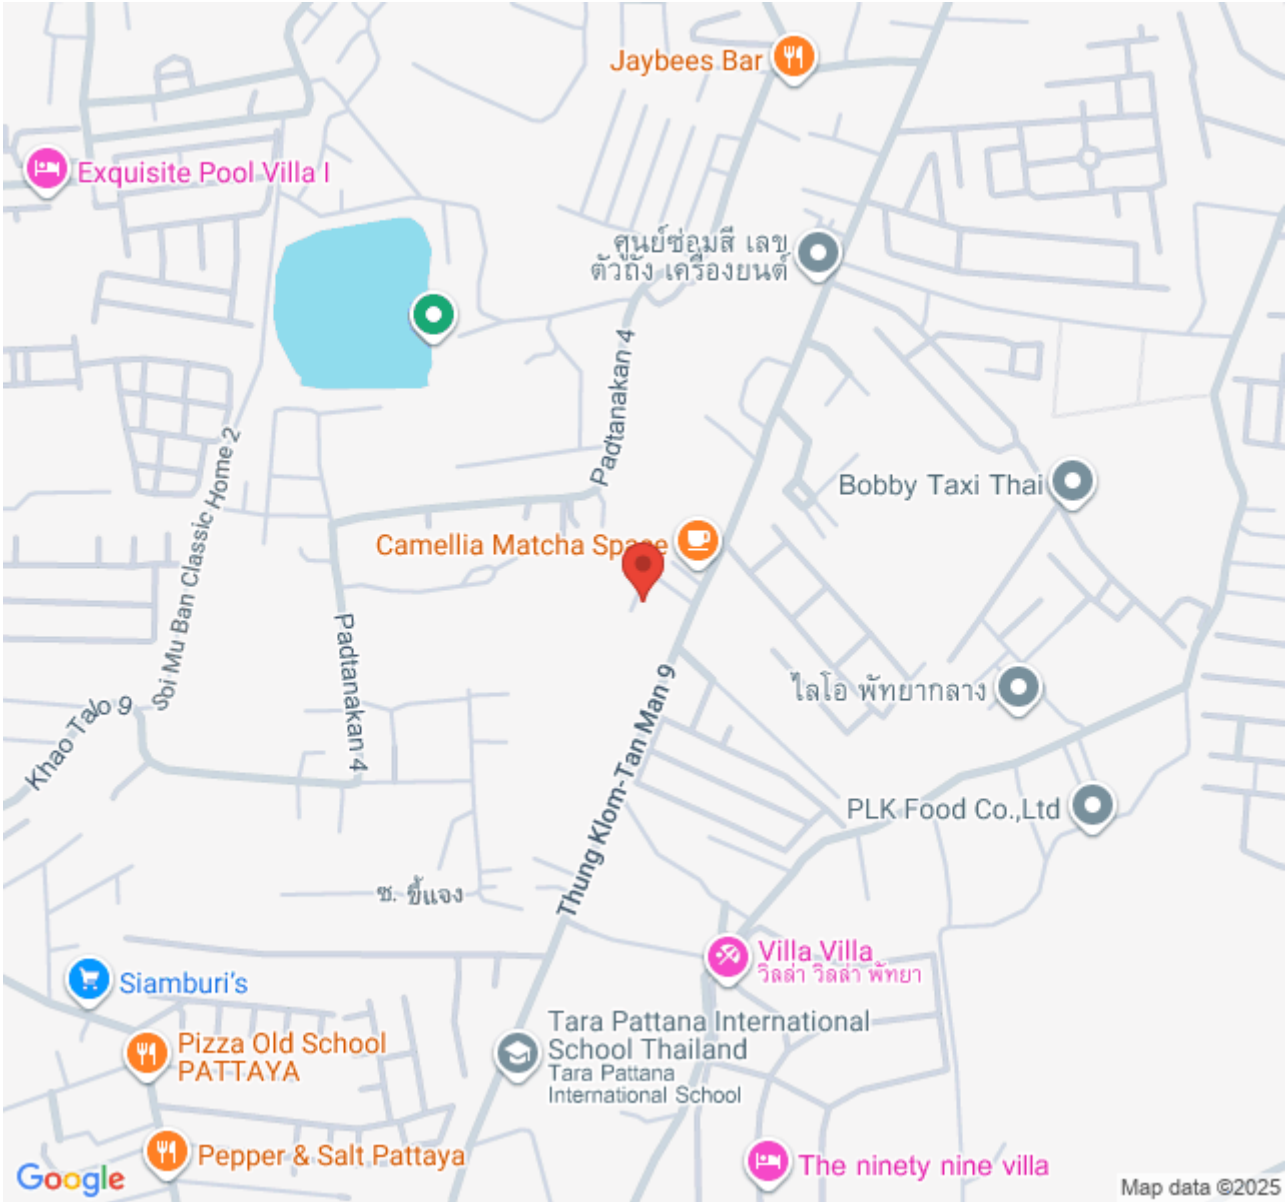 Jaybees Bar
Exquisite Pool Villa I
ศูนย์ซ่อมสี เลข
ตัวถัง เครื่องยนต์
Padtanakan 4
Soi Mu Ban Classic Home 2
Bobby Taxi Thai
Camellia Matcha Space
Padtanakan 4
Khao Talo 9
Thung Klom-Tan Man 9
ไลโอ พัทยากลาง
PLK Food Co.,Ltd
ซ. ขี้แจง
Villa Villa
วิลล่า วิลล่า พัทยา
Siamburi's
Tara Pattana International
School Thailand
Tara Pattana
International School
Pizza Old School
PATTAYA
Pepper & Salt Pattaya
The ninety nine villa
Google
Map data ©2025